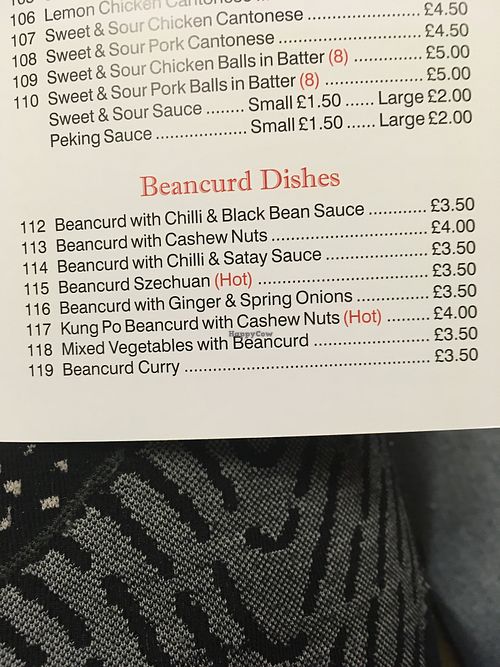 106 Lemon Chicken Cantonese
107 Sweet & Sour Chicken Cantonese .................... £4.50
108 Sweet & Sour Pork Cantonese ......................... £4.50
109 Sweet & Sour Chicken Balls in Batter (8) ............. £5.00
110 Sweet & Sour Pork Balls in Batter (8) ................... £5.00
Sweet & Sour Sauce ........ Small £1.50 ...... Large £2.00
Peking Sauce ................... Small £1.50 ...... Large £2.00
Beancurd Dishes
112 Beancurd with Chilli & Black Bean Sauce ............ £3.50
113 Beancurd with Cashew Nuts ................................ £4.00
114 Beancurd with Chilli & Satay Sauce ..................... £3.50
115 Beancurd Szechuan (Hot) ................................... £3.50
116 Beancurd with Ginger & Spring Onions ............... £3.50
117 Kung Po Beancurd with Cashew Nuts (Hot) ......... £4.00
118 Mixed Vegetables with Beancurd ........................ £3.50
119 Beancurd Curry ................................................... £3.50
HappyCow